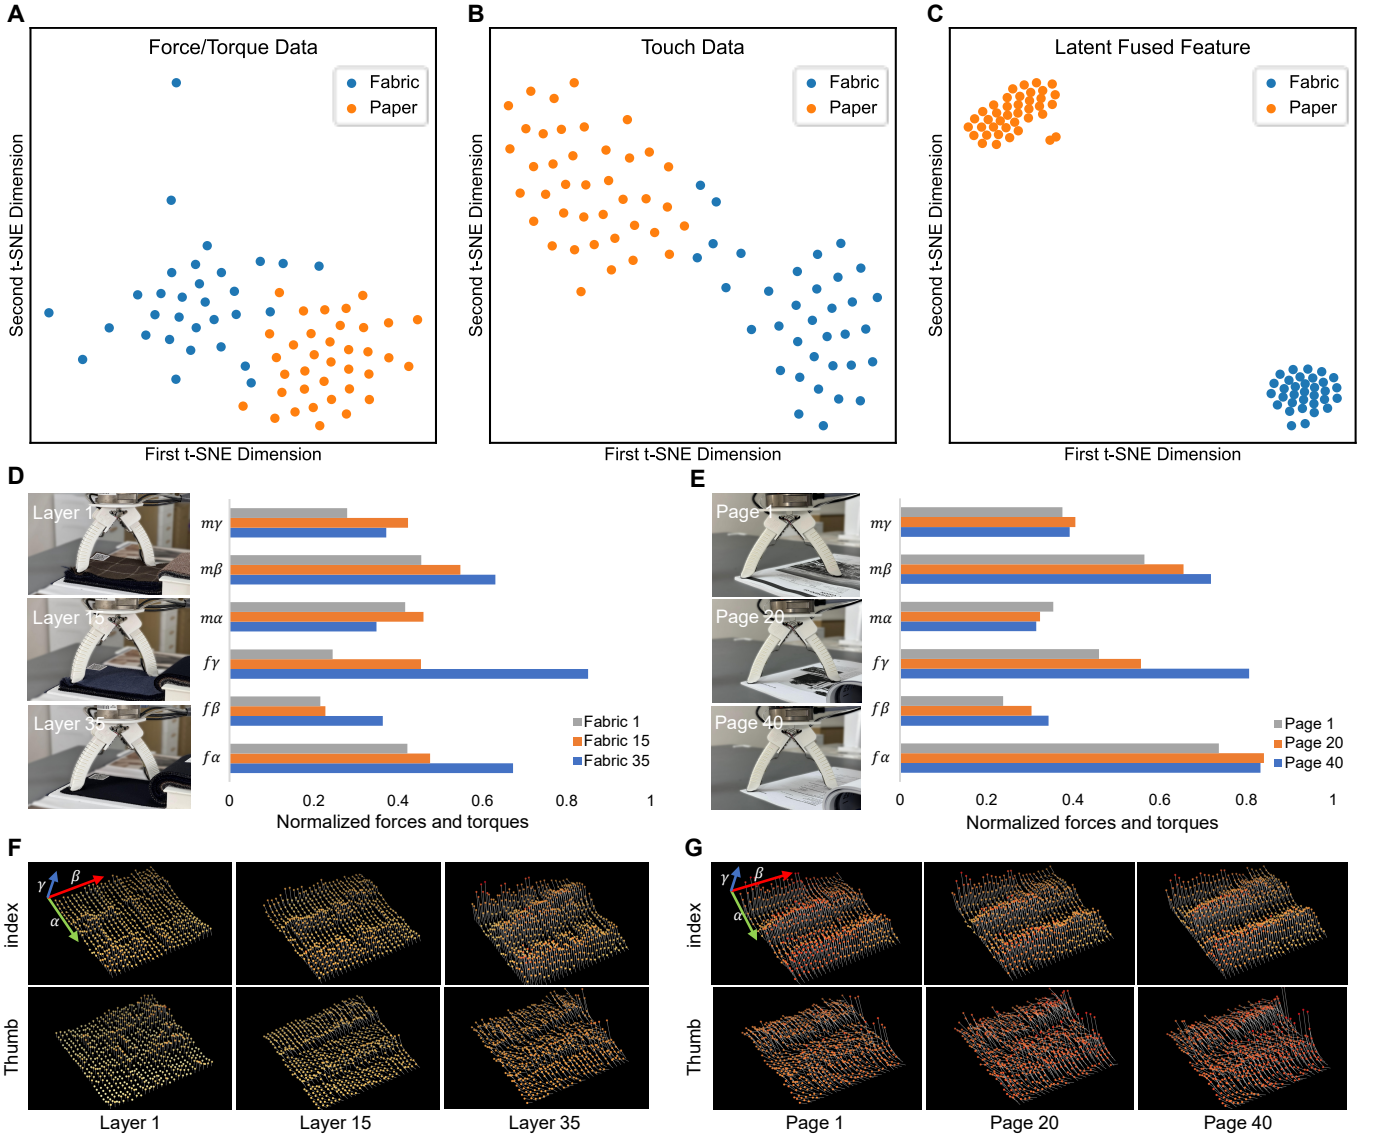 A
Force/Torque Data
Fabric
Paper
Second t-SNE Dimension
First t-SNE Dimension
B
Touch Data
Fabric
Paper
Second t-SNE Dimension
First t-SNE Dimension
C
Latent Fused Feature
Fabric
Paper
Second t-SNE Dimension
First t-SNE Dimension
D
Layer 1
Layer 15
Layer 35
mγ
mβ
mα
fγ
fβ
fα
Fabric 1
Fabric 15
Fabric 35
0 0.2 0.4 0.6 0.8 1
Normalized forces and torques
E
Page 1
Page 20
Page 40
mγ
mβ
mα
fγ
fβ
fα
Page 1
Page 20
Page 40
0 0.2 0.4 0.6 0.8 1
Normalized forces and torques
F
γ β
α
index
Thumb
Layer 1 Layer 15 Layer 35
G
γ β
α
index
Thumb
Page 1 Page 20 Page 40